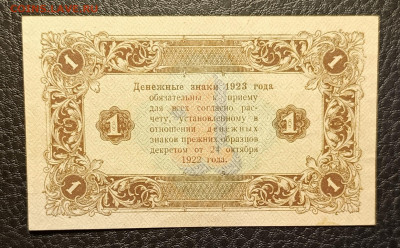 1
1
Денежные знаки 1923 года
обязательны к приему
для всех согласно рас-
чету, установленному в
отношении денежных
знаков прежних образцов
декретом от 24 октября
1922 года.
1
1
1
1